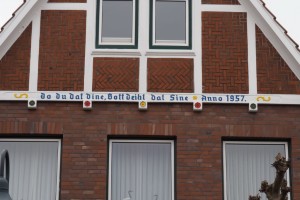 do du dat dine, Gott deiht dat Sine Anno 1957.